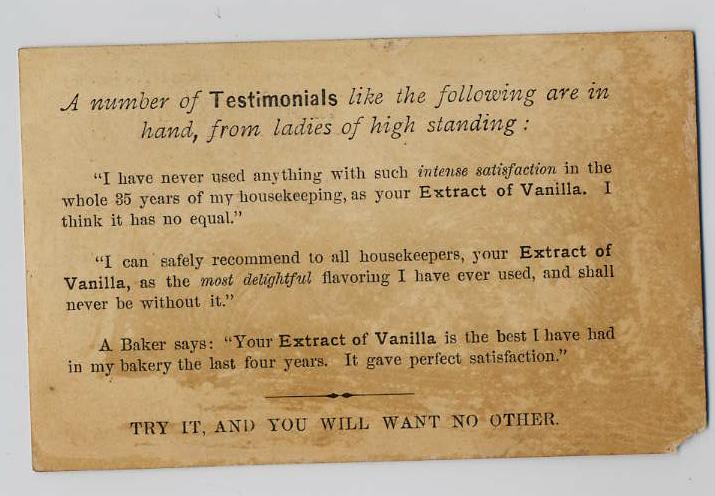 A number of Testimonials like the following are in
hand, from ladies of high standing :
"I have never used anything with such intense satisfaction in the
whole 35 years of my housekeeping, as your Extract of Vanilla. I
think it has no equal."
"I can safely recommend to all housekeepers, your Extract of
Vanilla, as the most delightful flavoring I have ever used, and shall
never be without it."
A Baker says: "Your Extract of Vanilla is the best I have had
in my bakery the last four years. It gave perfect satisfaction."
TRY IT, AND YOU WILL WANT NO OTHER.